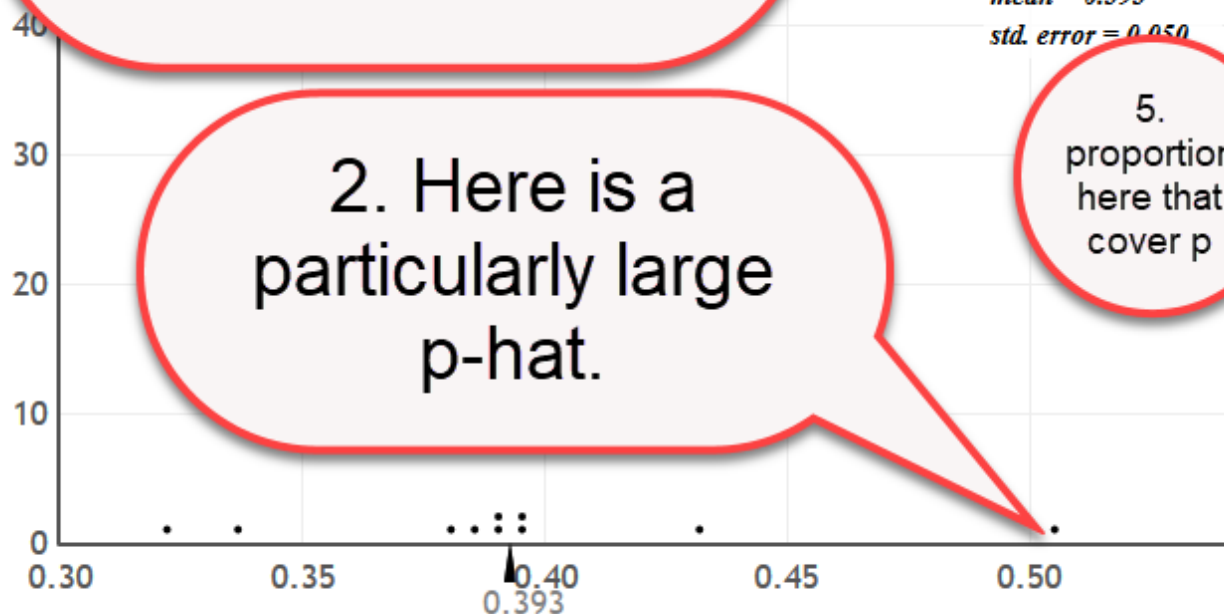 40
std. error = 0.050
5.
here that
cover p
30
2. Here is a
particularly large
p-hat.
20
10
0
0.30
0.35
0.40
0.45
0.50
0.393